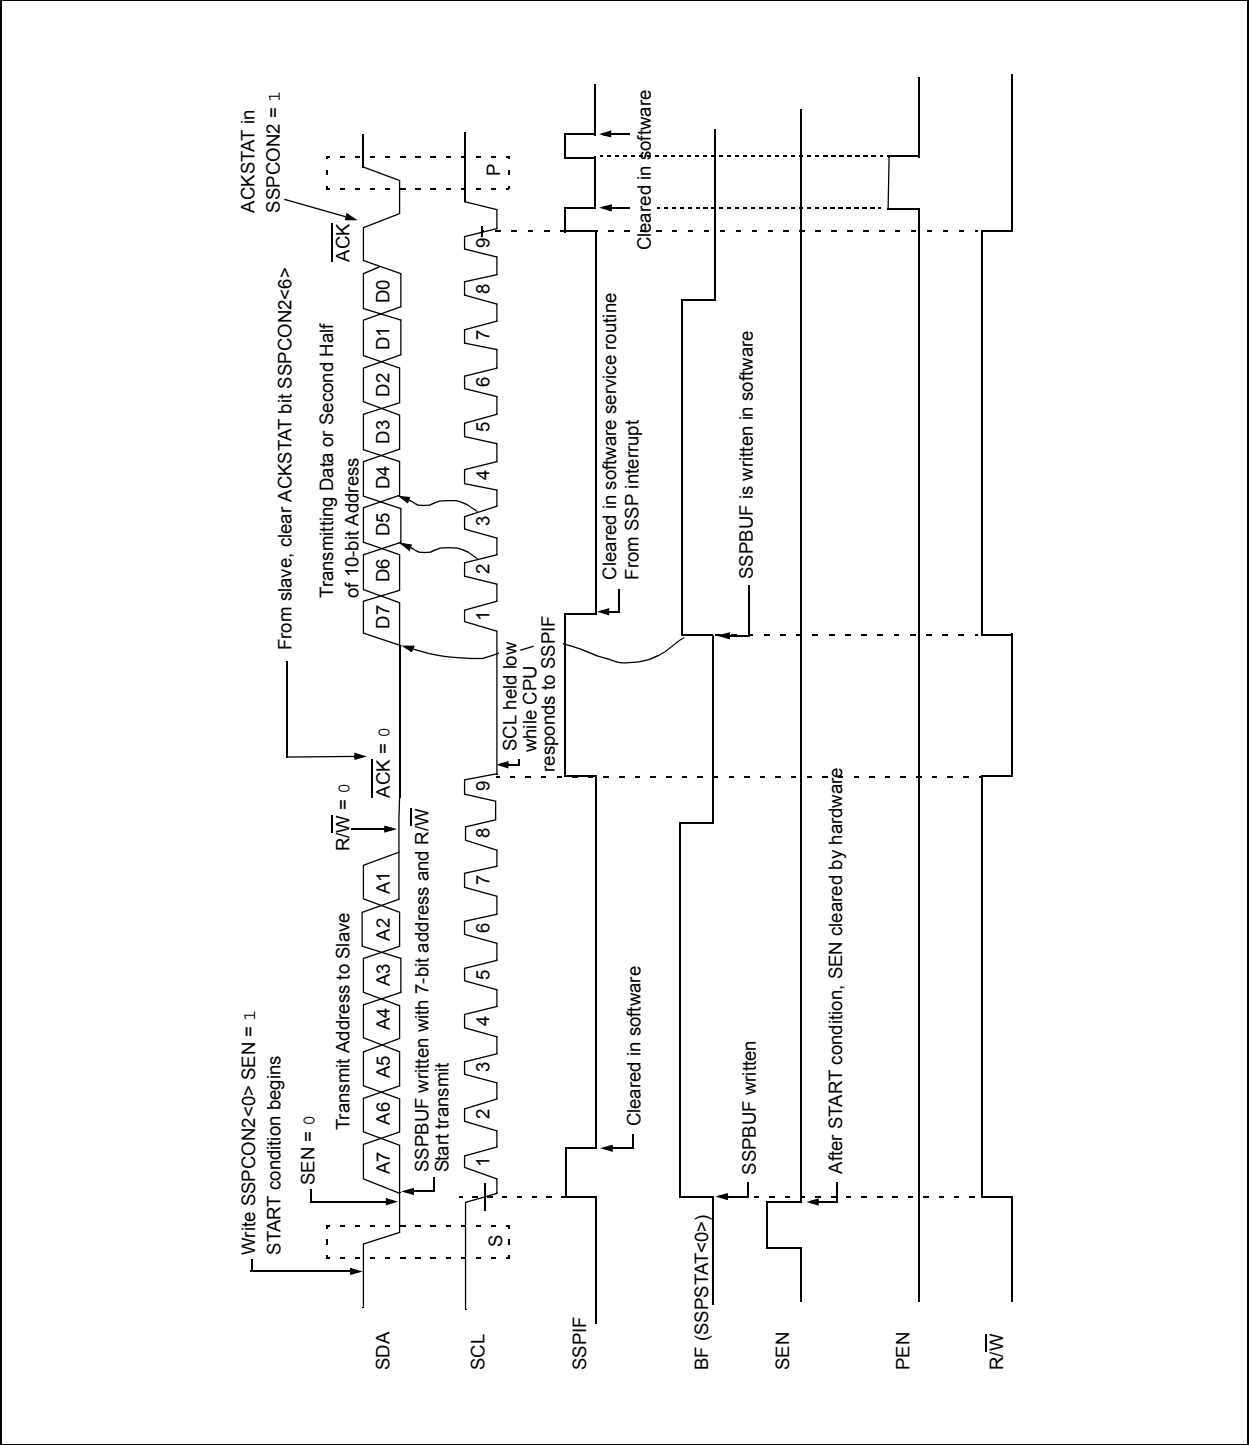 Write SSPCON2<0> SEN = 1
START condition begins
SEN = 0
Transmit Address to Slave
R/W = 0
From slave, clear ACKSTAT bit SSPCON2<6>
ACK = 0
Transmitting Data or Second Half
of 10-bit Address
ACKSTAT in
SSPCON2 = 1
ACK
SDA
A7 A6 A5 A4 A3 A2 A1
D7 D6 D5 D4 D3 D2 D1 D0
SSPBUF written with 7-bit address and R/W
Start transmit
SCL
S
1 2 3 4 5 6 7 8 9
1 2 3 4 5 6 7 8 9
P
SCL held low
while CPU
responds to SSPIF
SSPIF
Cleared in software
Cleared in software service routine
From SSP interrupt
Cleared in software
Cleared in software
BF (SSPSTAT<0>)
SSPBUF written
SSPBUF is written in software
SEN
After START condition, SEN cleared by hardware
PEN
R/W